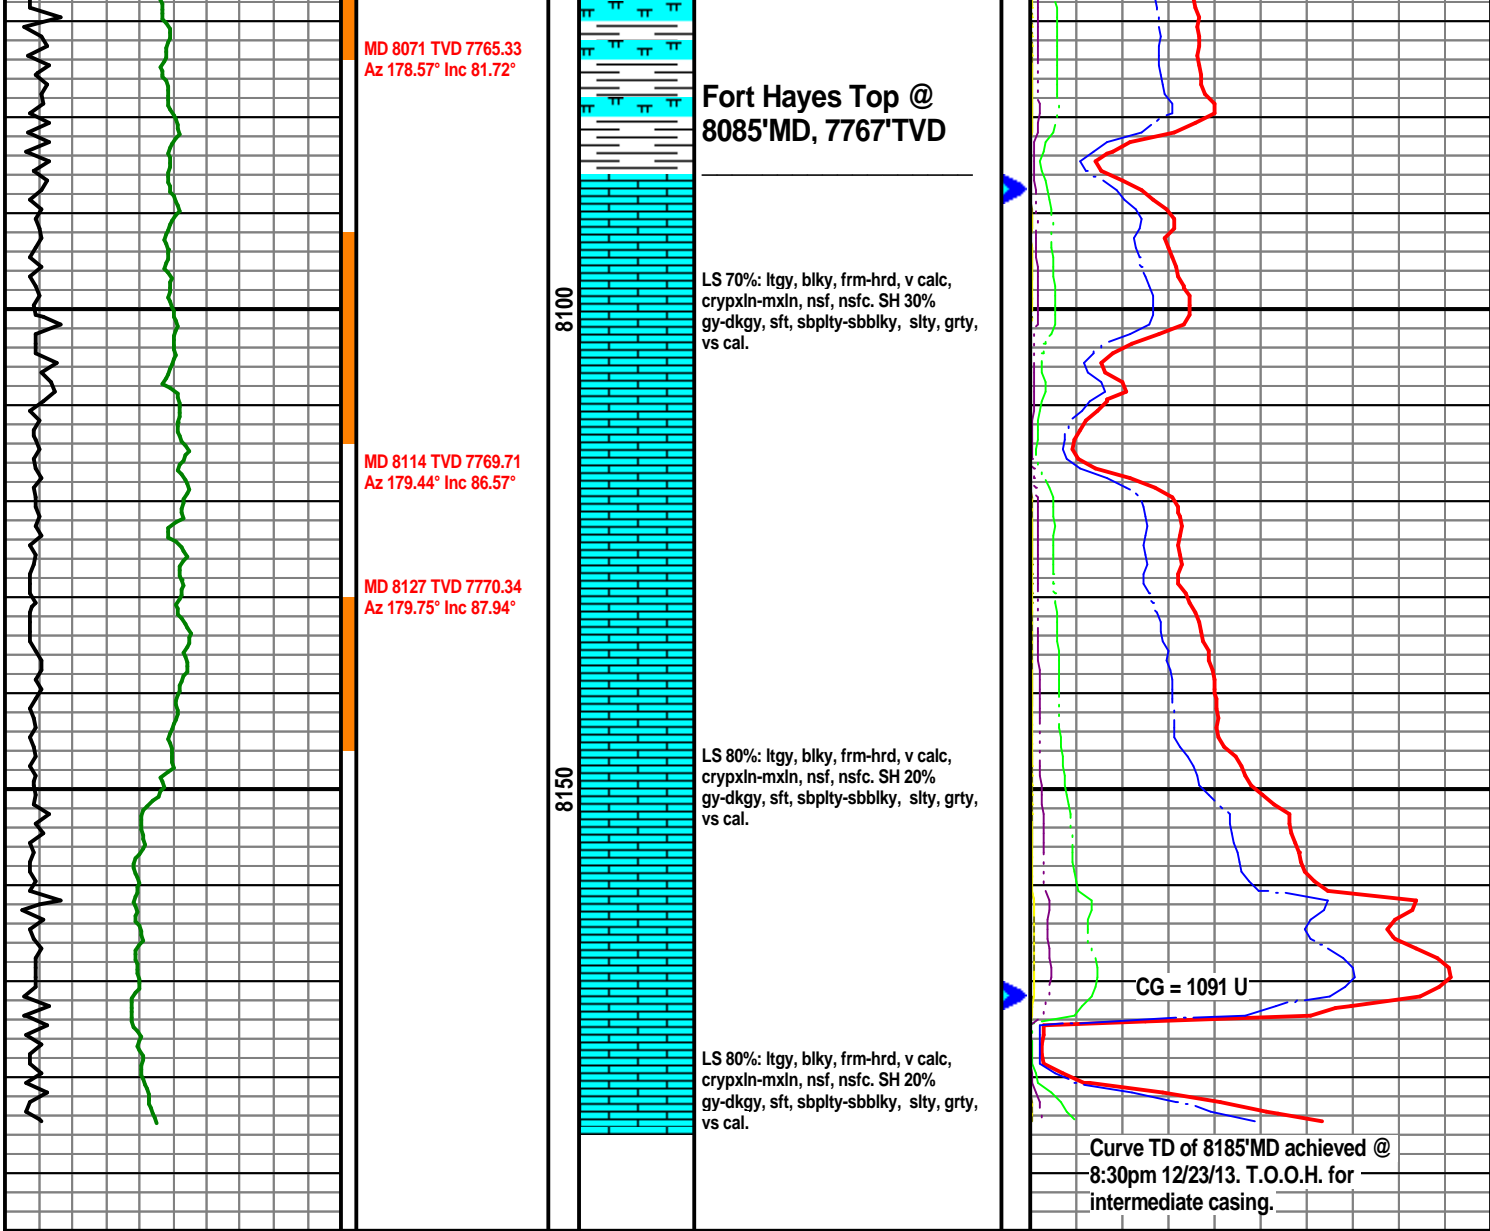 MD 8071 TVD 7765.33
Az 178.57° Inc 81.72°
Fort Hayes Top @
8085'MD, 7767'TVD
8100
LS 70%: ltgy, blky, frm-hrd, v calc,
crypxln-mxln, nsf, nsfc. SH 30%
gy-dkgy, sft, sbplty-sbblky, slty, grty,
vs cal.
MD 8114 TVD 7769.71
Az 179.44° Inc 86.57°
MD 8127 TVD 7770.34
Az 179.75° Inc 87.94°
8150
LS 80%: ltgy, blky, frm-hrd, v calc,
crypxln-mxln, nsf, nsfc. SH 20%
gy-dkgy, sft, sbplty-sbblky, slty, grty,
vs cal.
CG = 1091 U
LS 80%: ltgy, blky, frm-hrd, v calc,
crypxln-mxln, nsf, nsfc. SH 20%
gy-dkgy, sft, sbplty-sbblky, slty, grty,
vs cal.
Curve TD of 8185'MD achieved @
8:30pm 12/23/13. T.O.O.H. for
intermediate casing.